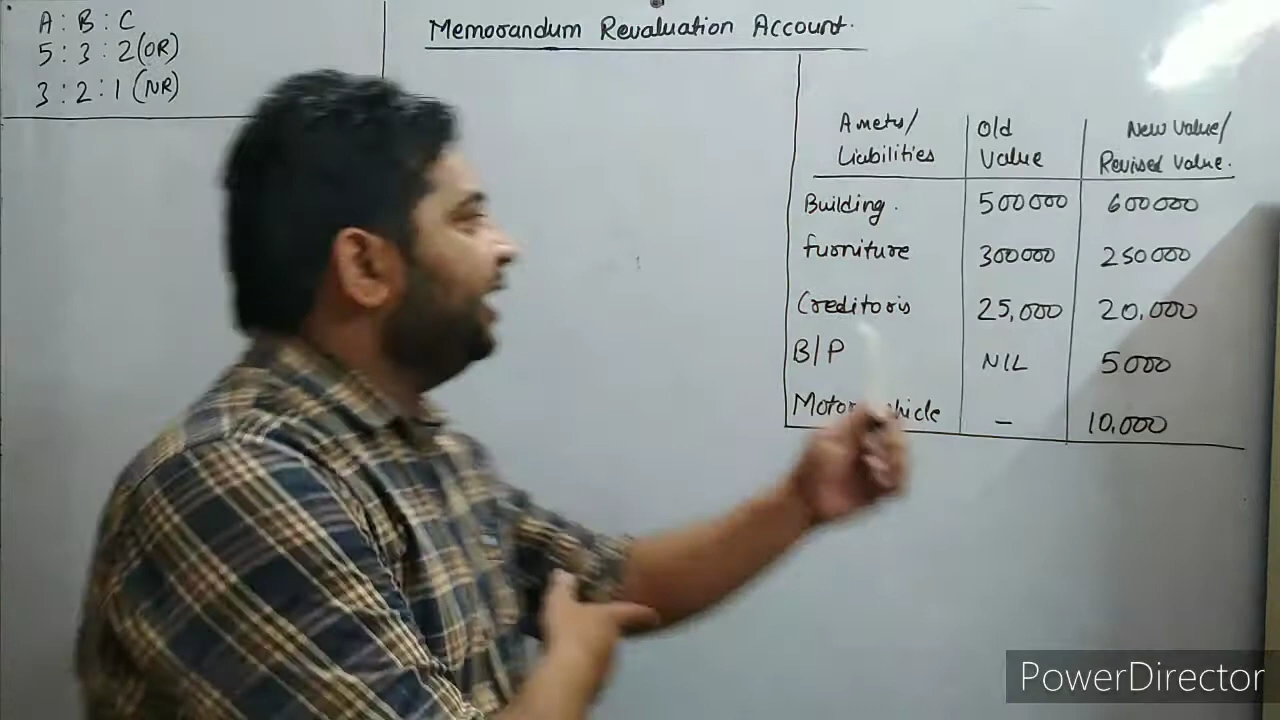 A : B : C
5 : 3 : 2 (OR)
3 : 2 : 1 (NR)
Memorandum Revaluation Account.
Assets/ Liabilities | Old Value | New Value/ Revised Value.
Building. 500000 600000
furniture 300000 250000
Creditors 25,000 20,000
B/P NIL 5000
Motor – 10,000
PowerDirector